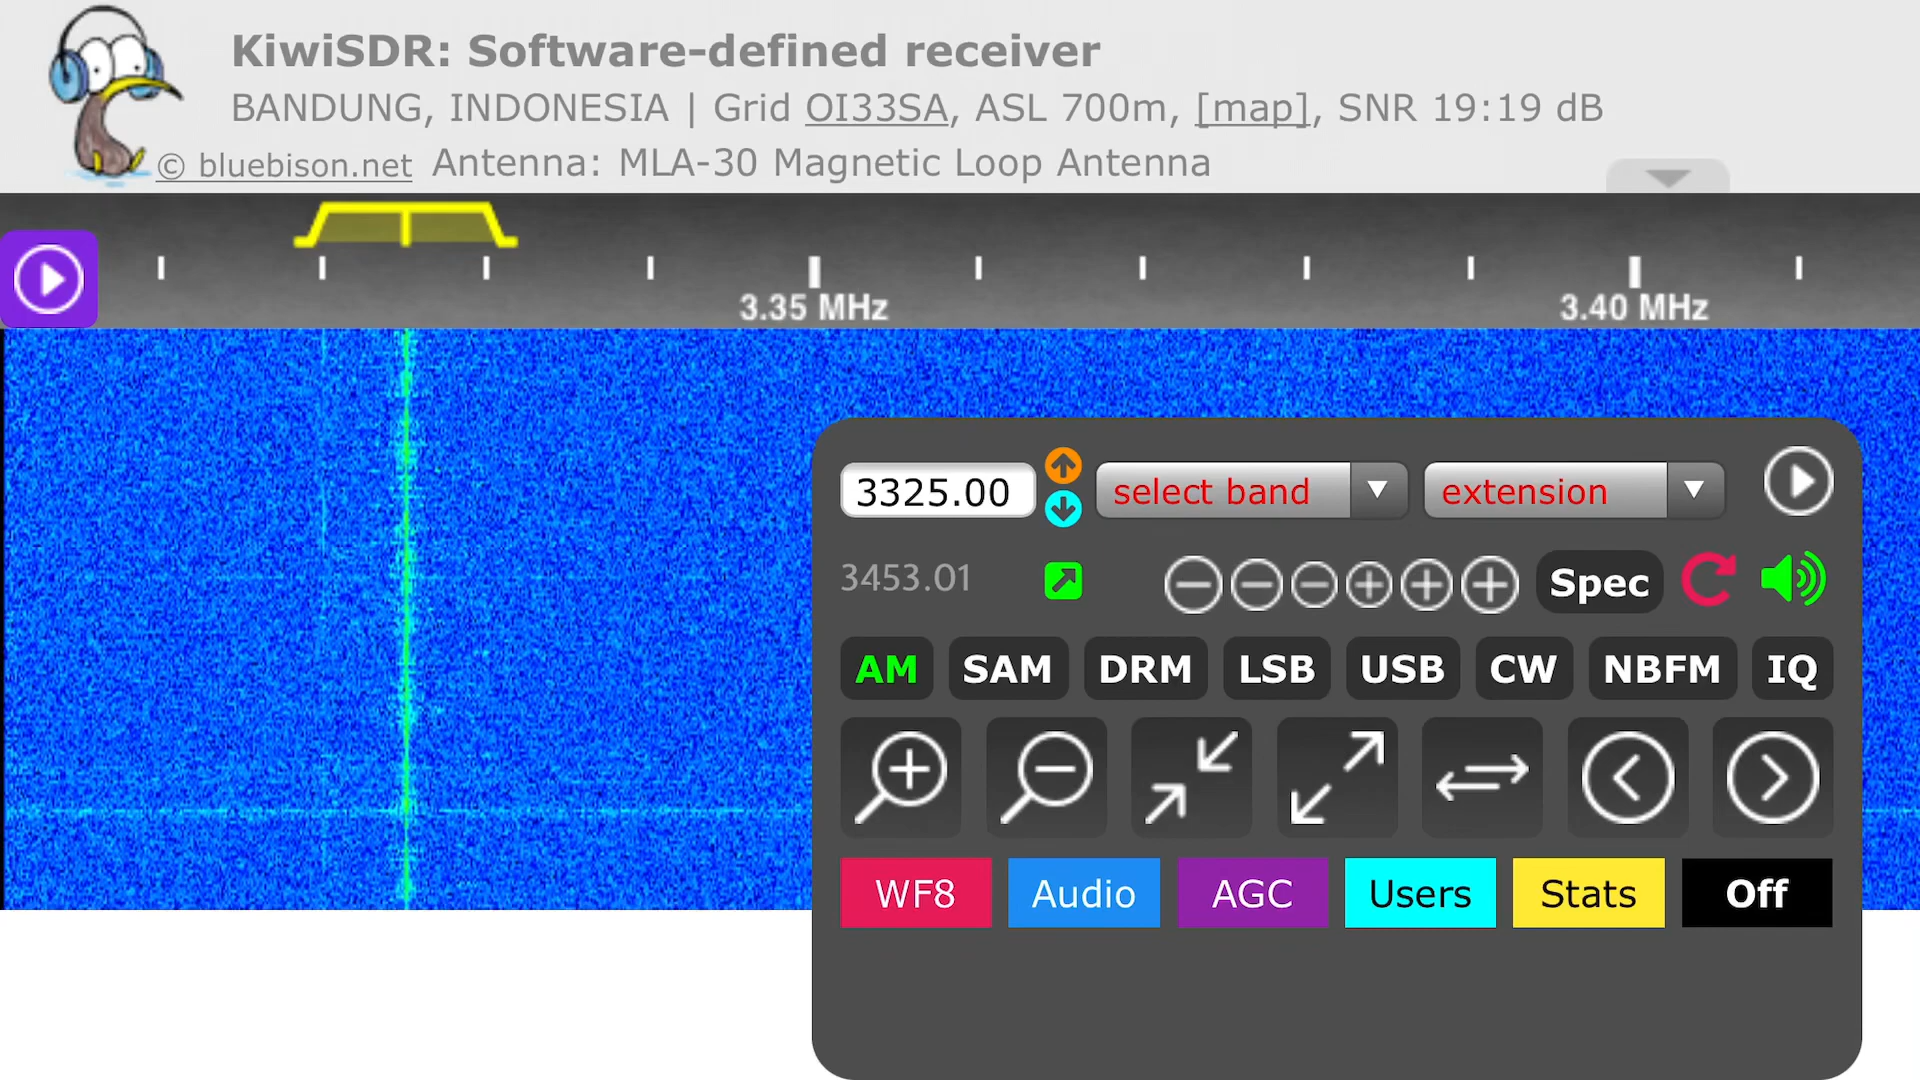 KiwiSDR: Software-defined receiver
BANDUNG, INDONESIA | Grid OI33SA, ASL 700m, [map], SNR 19:19 dB
© bluebison.net Antenna: MLA-30 Magnetic Loop Antenna
3.35 MHz 3.40 MHz
3325.00 select band extension
3453.01 Spec
AM SAM DRM LSB USB CW NBFM IQ
WF8 Audio AGC Users Stats Off